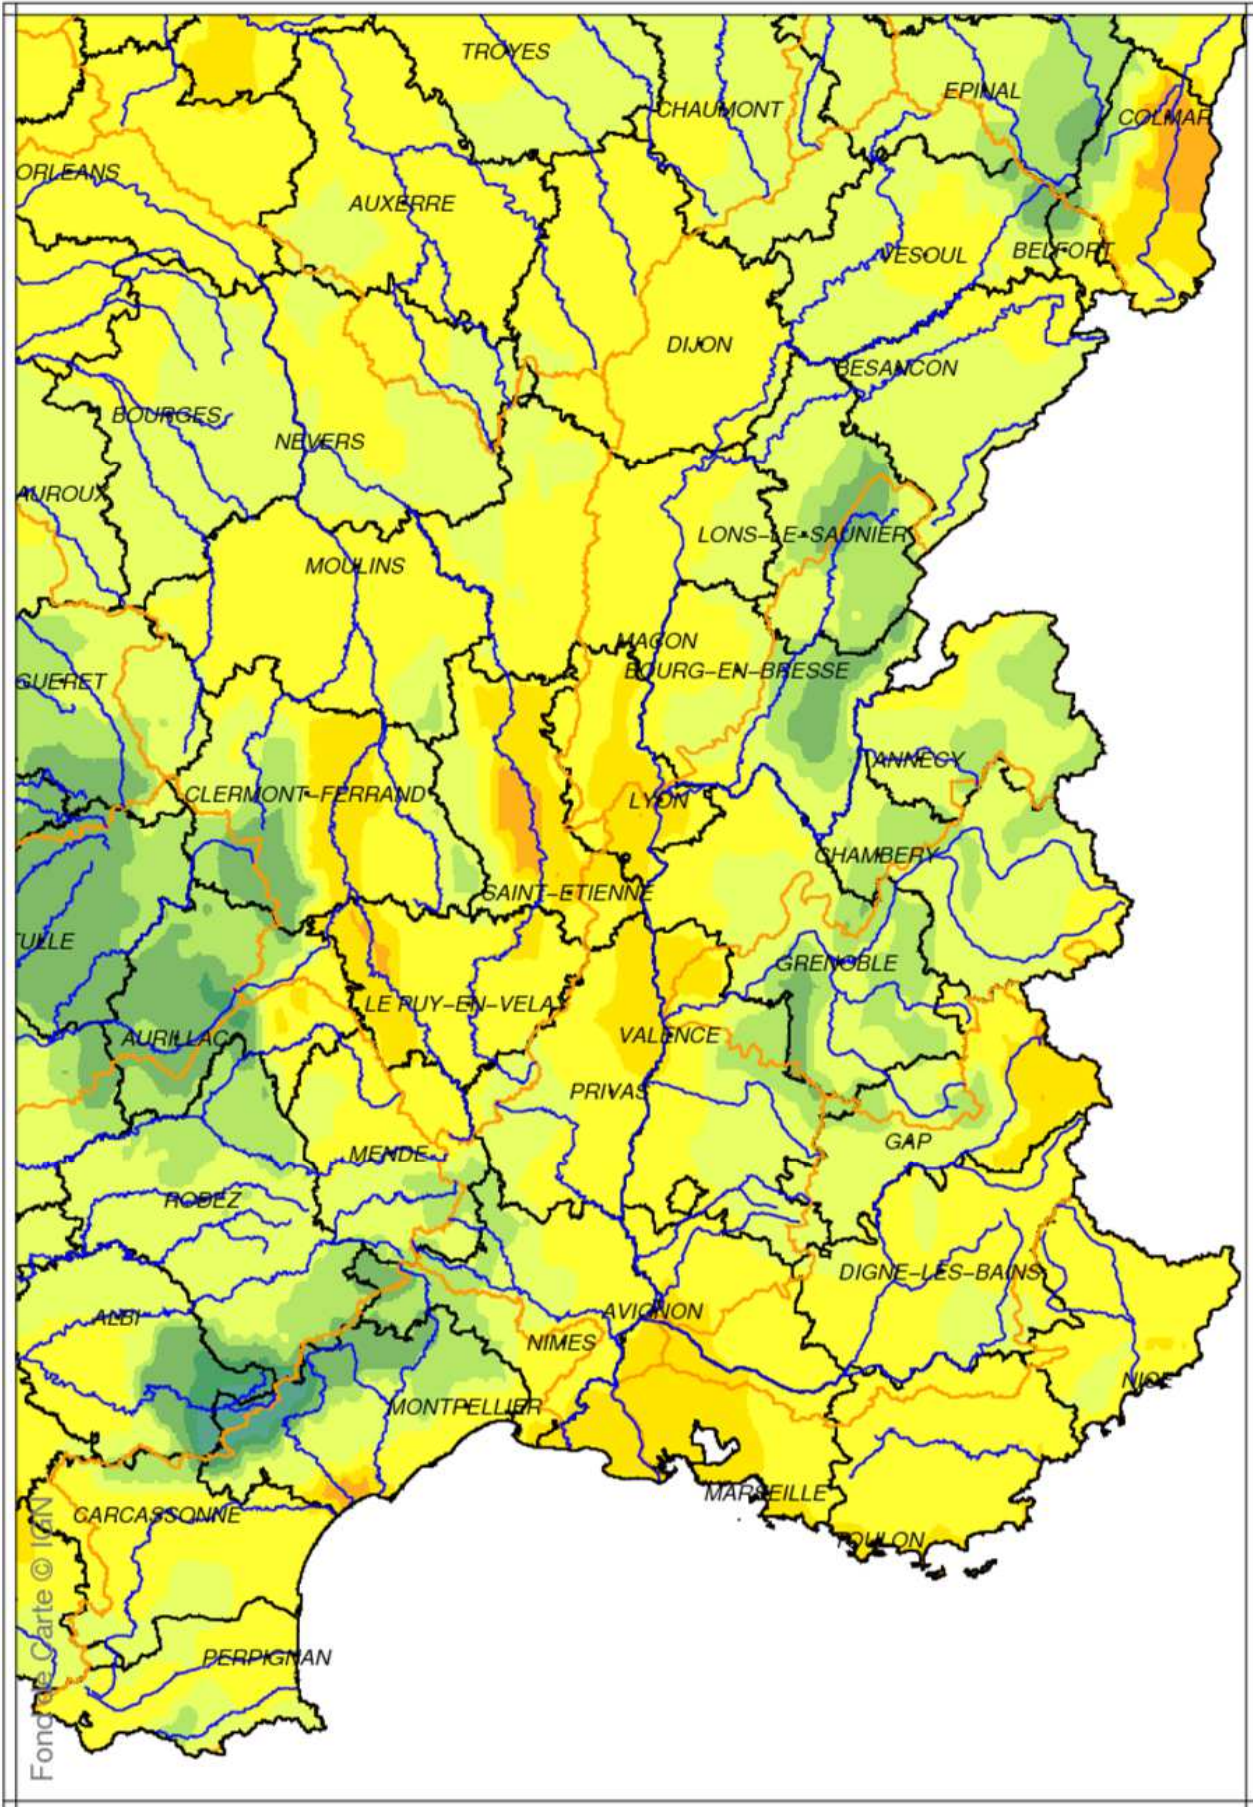 TROYES
EPINAL
CHAUMONT
COLMAR
ORLEANS
AUXERRE
VESOUL
BELFORT
DIJON
BESANCON
BOURGES
NEVERS
AUROUX
LONS-LE-SAUNIER
MOULINS
MACON
BOURG-EN-BRESSE
GUERET
ANNECY
CLERMONT-FERRAND
LYON
CHAMBERY
SAINT-ETIENNE
TULLE
GRENOBLE
LE PUY-EN-VELAY
AURILLAC
VALENCE
PRIVAS
GAP
MENDE
RODEZ
DIGNE-LES-BAINS
ALBI
AVIGNON
NIMES
NICE
MONTPELLIER
MARSEILLE
CARCASSONNE
TOULON
PERPIGNAN
Fond de Carte © IGN